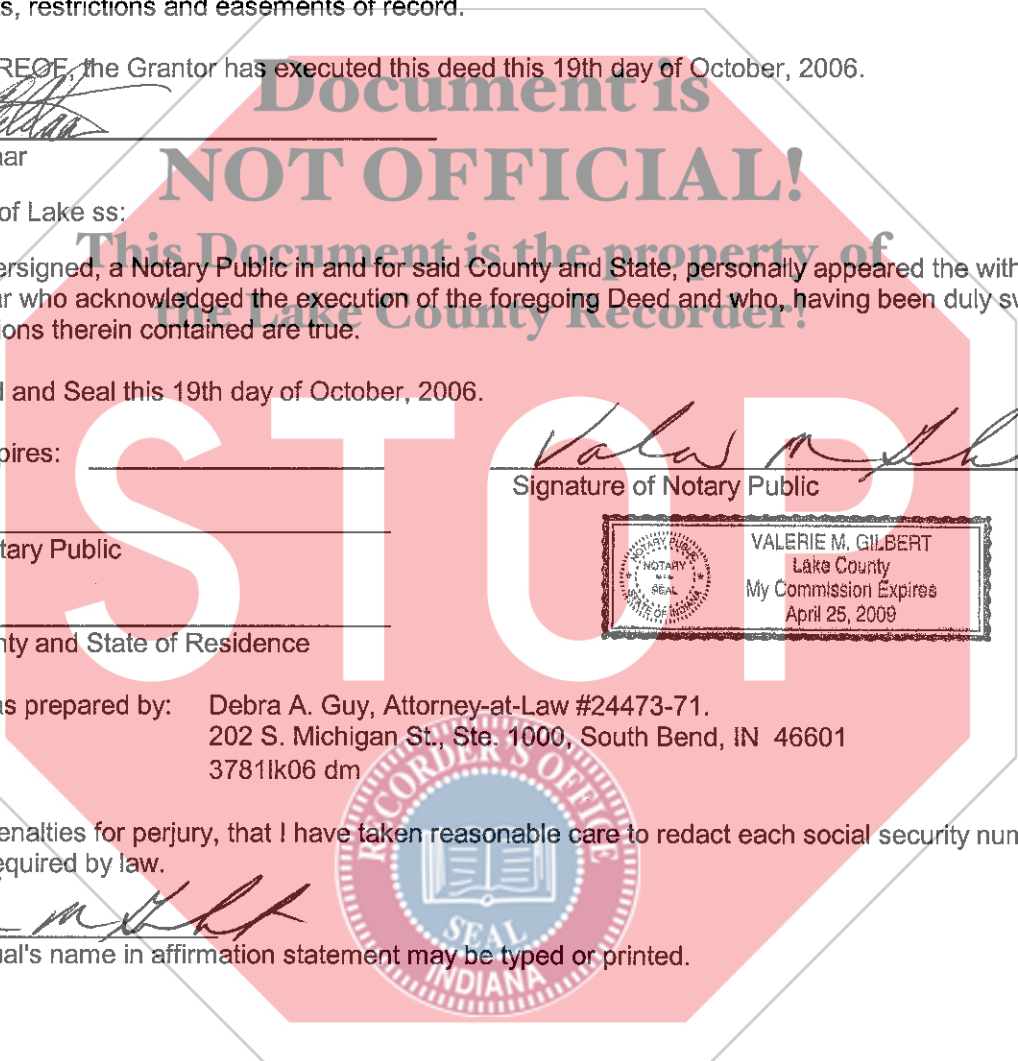 s, restrictions and easements of record.
REOF, the Grantor has executed this deed this 19th day of October, 2006.
Document is
NOT OFFICIAL!
nar
of Lake ss:
This Document is the property of
the Lake County Recorder!
ersigned, a Notary Public in and for said County and State, personally appeared the with
r who acknowledged the execution of the foregoing Deed and who, having been duly sw
ions therein contained are true.
d and Seal this 19th day of October, 2006.
STOP
pires:
Signature of Notary Public
tary Public
NOTARY PUBLIC
NOTARY
SEAL
STATE OF INDIANA
VALERIE M. GILBERT
Lake County
My Commission Expires
April 25, 2009
nty and State of Residence
as prepared by: Debra A. Guy, Attorney-at-Law #24473-71.
202 S. Michigan St., Ste. 1000, South Bend, IN 46601
3781lk06 dm
RECORDER'S OFFICE
SEAL
INDIANA
enalties for perjury, that I have taken reasonable care to redact each social security num
equired by law.
ual's name in affirmation statement may be typed or printed.